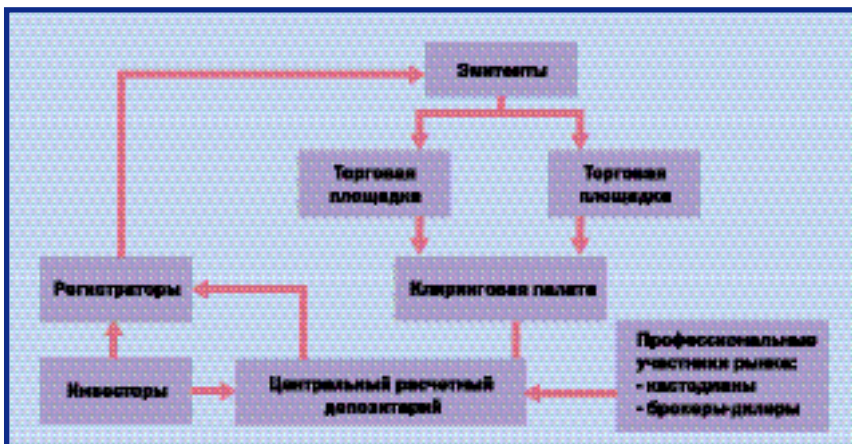 Эмитенты
Торговая
площадка
Торговая
площадка
Регистраторы
Клиринговая палата
Профессиональные
участники рынка:
- кастодианы
- брокеры-дилеры
Инвесторы
Центральный расчетный
депозитарий